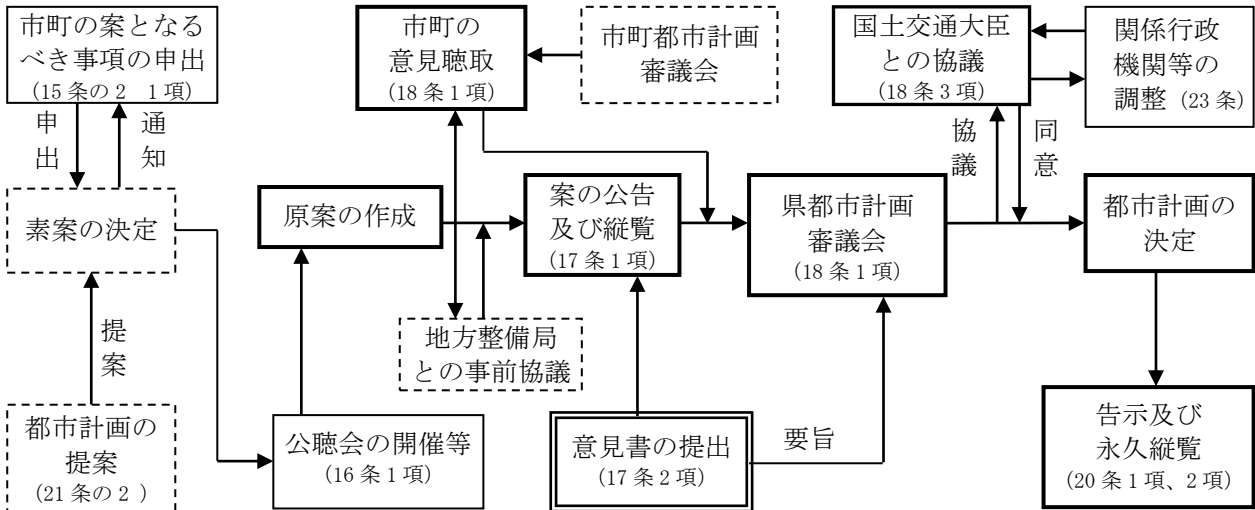 市町の案となる
べき事項の申出
(15条の2　1項)
申出
通知
素案の決定
提案
都市計画の
提案
(21条の2 )
市町の
意見聴取
(18条1項)
市町都市計画
審議会
原案の作成
地方整備局
との事前協議
公聴会の開催等
(16条1項)
案の公告
及び縦覧
(17条1項)
意見書の提出
(17条2項)
要旨
県都市計画
審議会
(18条1項)
国土交通大臣
との協議
(18条3項)
協議
同意
関係行政
機関等の
調整 (23条)
都市計画の
決定
告示及び
永久縦覧
(20条1項、2項)